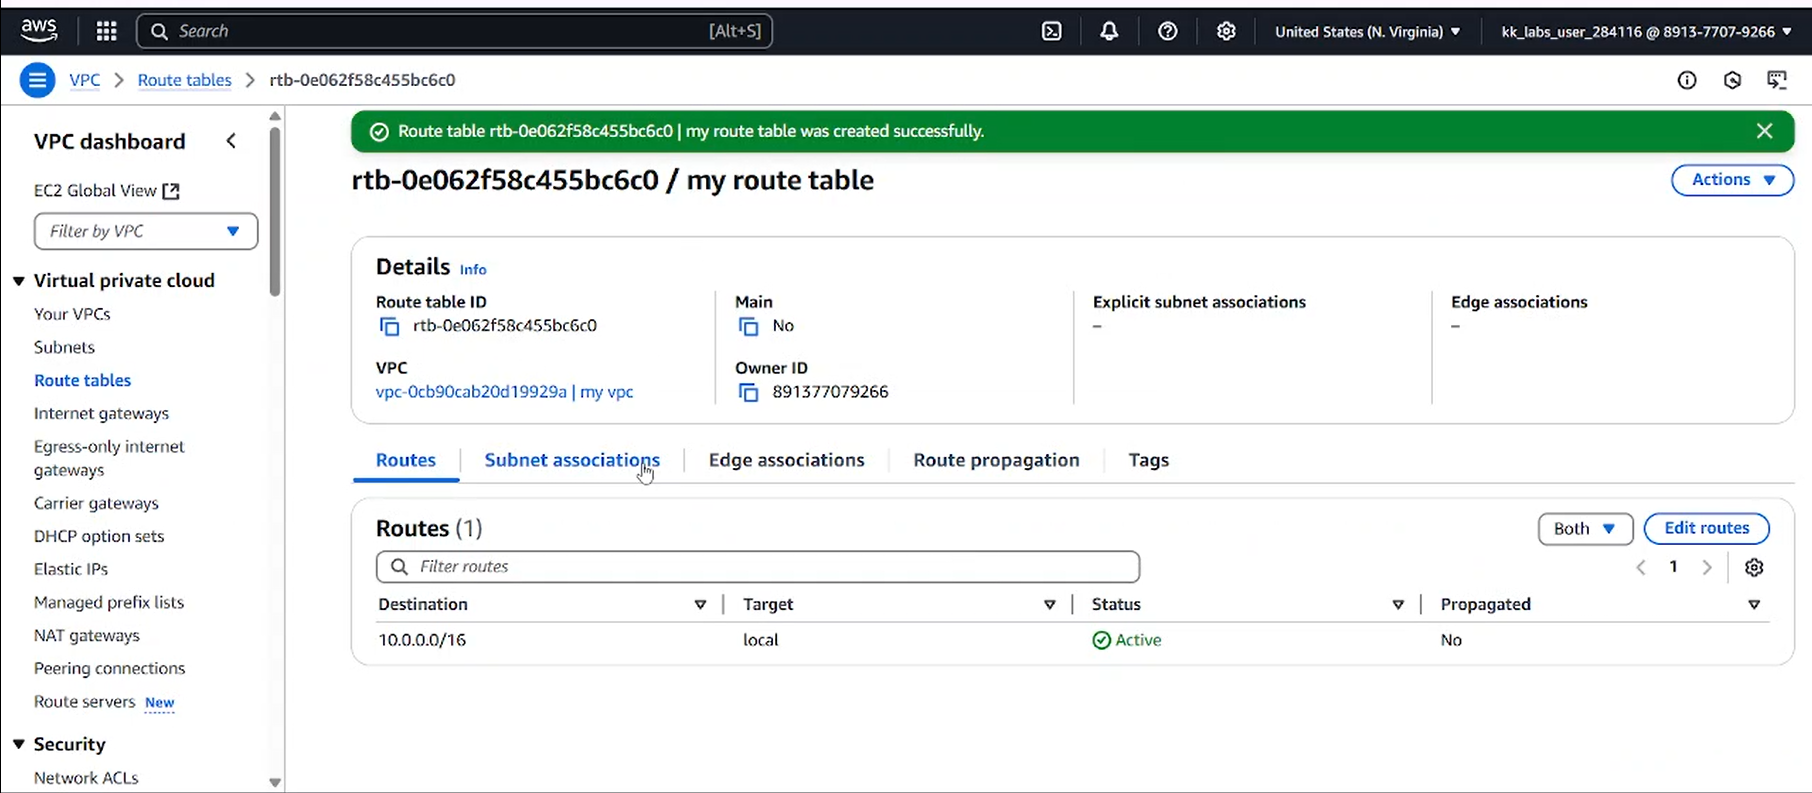 aws
Search [Alt+S]
United States (N. Virginia)
kk_labs_user_284116 @ 8913-7707-9266
VPC
Route tables
rtb-0e062f58c455bc6c0
VPC dashboard
EC2 Global View
Filter by VPC
Virtual private cloud
Your VPCs
Subnets
Route tables
Internet gateways
Egress-only internet
gateways
Carrier gateways
DHCP option sets
Elastic IPs
Managed prefix lists
NAT gateways
Peering connections
Route servers New
Security
Network ACLs
Route table rtb-0e062f58c455bc6c0 | my route table was created successfully.
rtb-0e062f58c455bc6c0 / my route table
Actions
Details Info
Route table ID
rtb-0e062f58c455bc6c0
Main
No
Explicit subnet associations
–
Edge associations
–
VPC
vpc-0cb90cab20d19929a | my vpc
Owner ID
891377079266
Routes
Subnet associations
Edge associations
Route propagation
Tags
Routes (1)
Both
Edit routes
Filter routes
1
Destination Target Status Propagated
10.0.0.0/16 local Active No